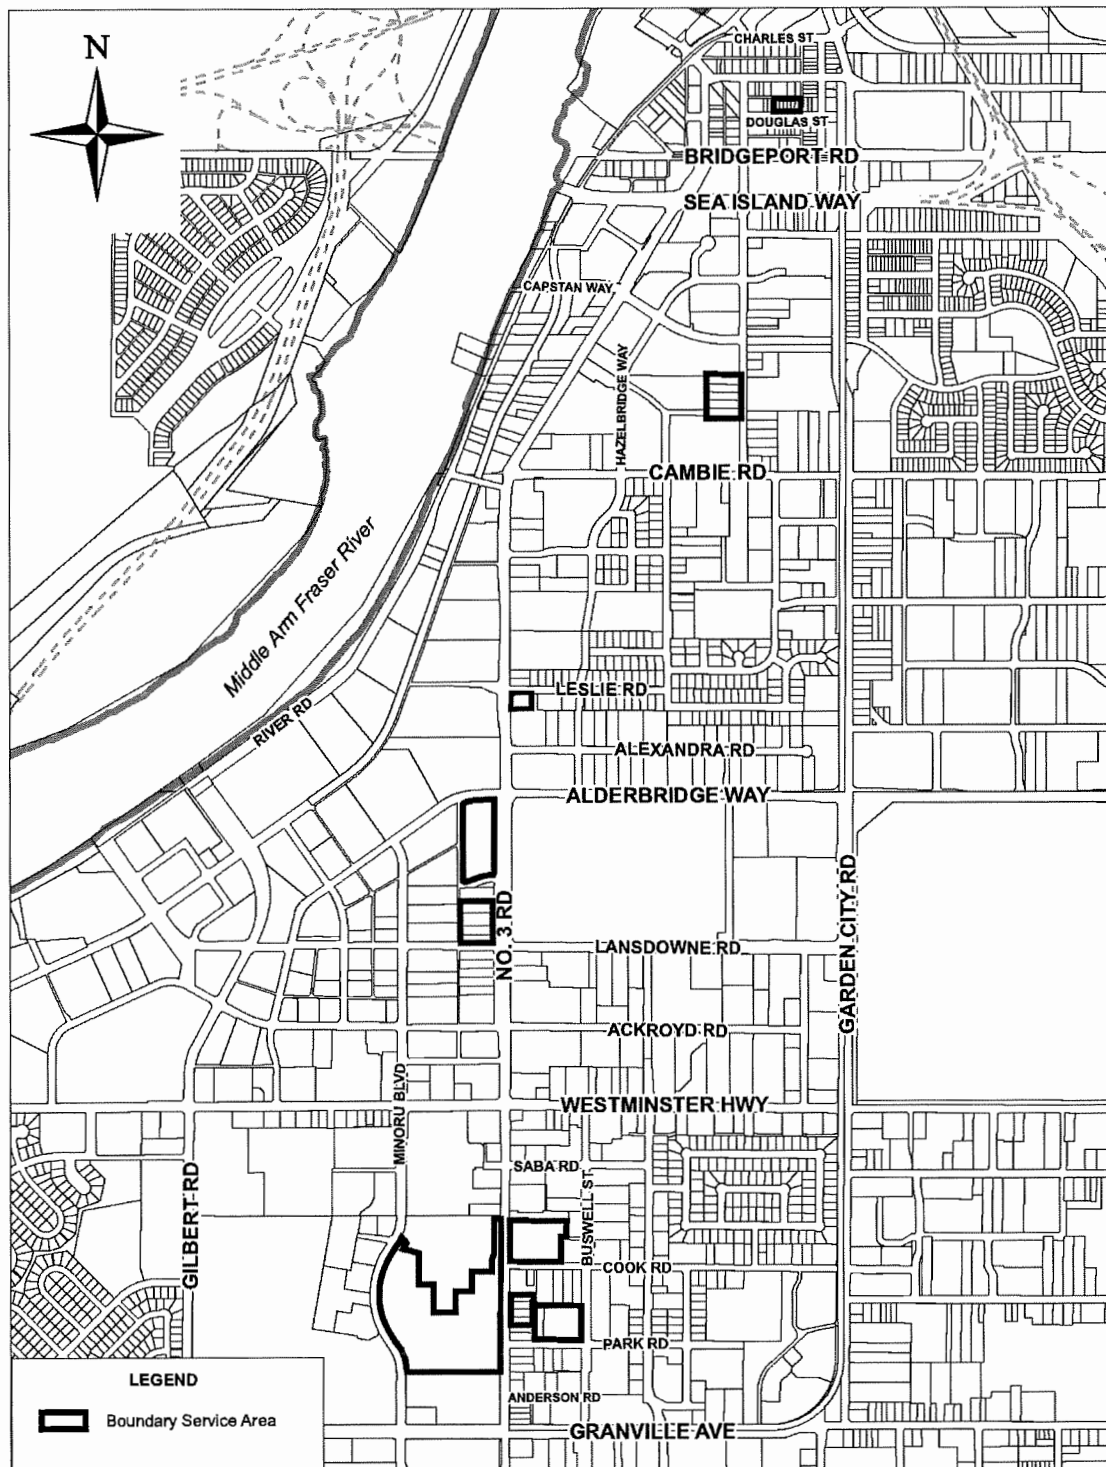 N
CHARLES ST
DOUGLAS ST
BRIDGEPORT RD
SEA ISLAND WAY
CAPSTAN WAY
HAZELBRIDGE WAY
CAMBIE RD
Middle Arm Fraser River
RIVER RD
LESLIE RD
ALEXANDRA RD
ALDERBRIDGE WAY
NO. 3 RD
GARDEN CITY RD
LANSDOWNE RD
ACKROYD RD
MINORU BLVD
WESTMINSTER HWY
GILBERT RD
SABA RD
BUSWELL ST
COOK RD
PARK RD
ANDERSON RD
GRANVILLE AVE
LEGEND
Boundary Service Area